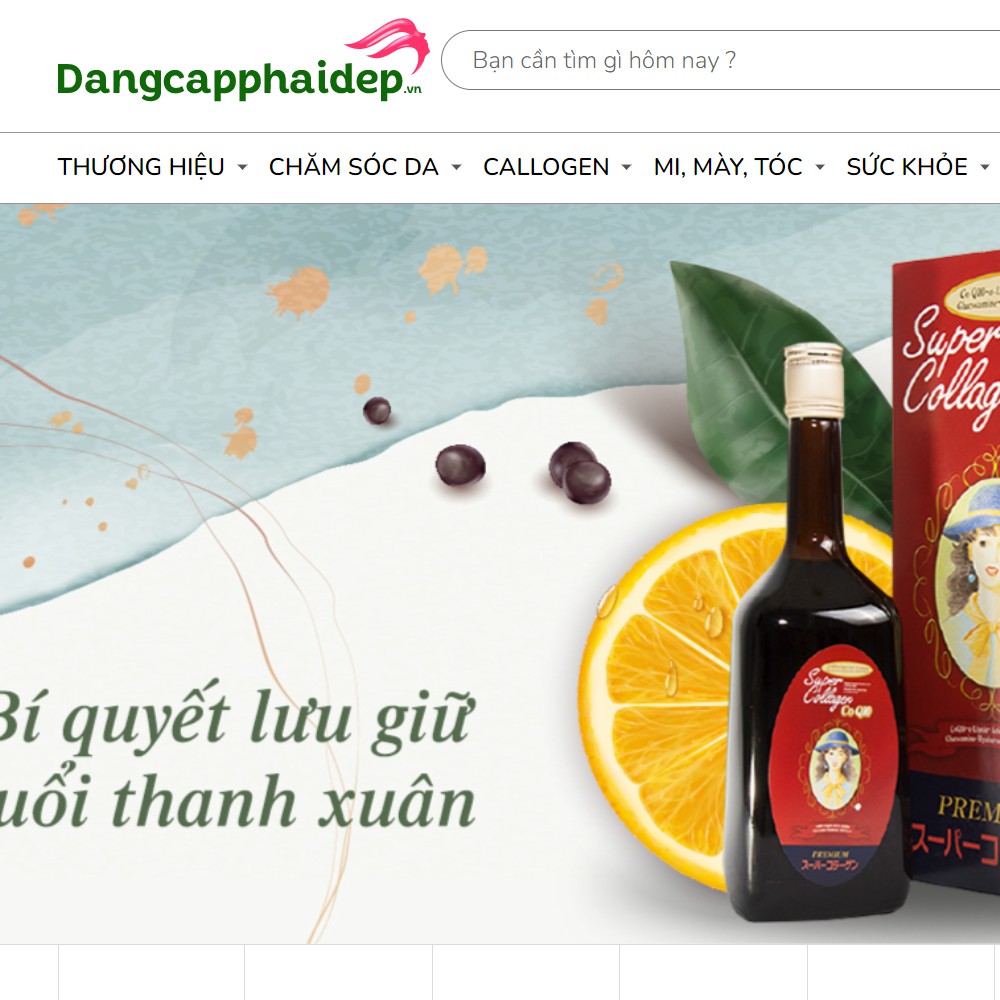 Dangcapphaidep.vn
Bạn cần tìm gì hôm nay ?
THƯƠNG HIỆU CHĂM SÓC DA CALLOGEN MI, MÀY, TÓC SỨC KHỎE
Bí quyết lưu giữ
uổi thanh xuân
Super
Collagen
Co Q10
PREMIUM
スーパーコラーゲン
Super
Collag
PREM
スーパーコ